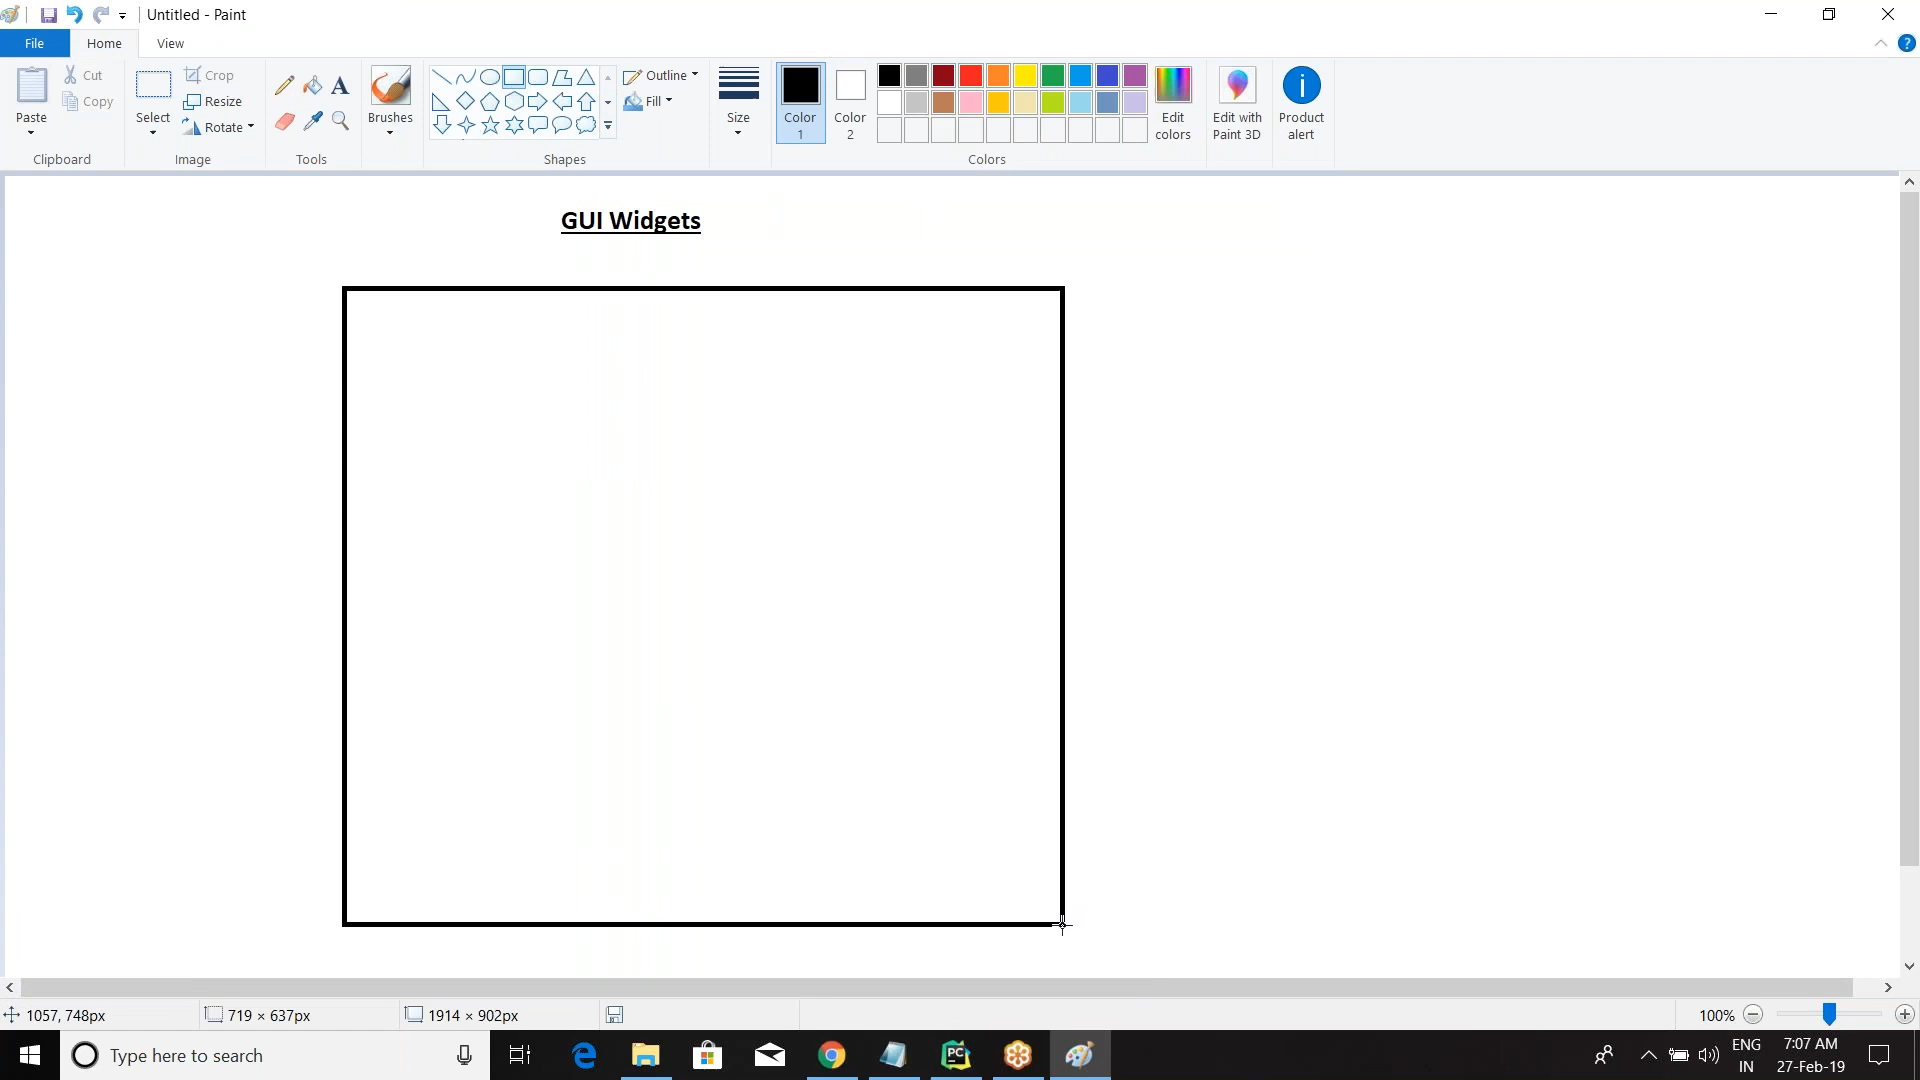 Untitled - Paint
File
Home
View
Paste
Cut
Copy
Clipboard
Select
Crop
Resize
Rotate
Image
Tools
Brushes
Shapes
Outline
Fill
Size
Color 1
Color 2
Colors
Edit colors
Edit with Paint 3D
Product alert
GUI Widgets
1057, 748px
719 × 637px
1914 × 902px
100%
Type here to search
PC
ENG
IN
7:07 AM
27-Feb-19